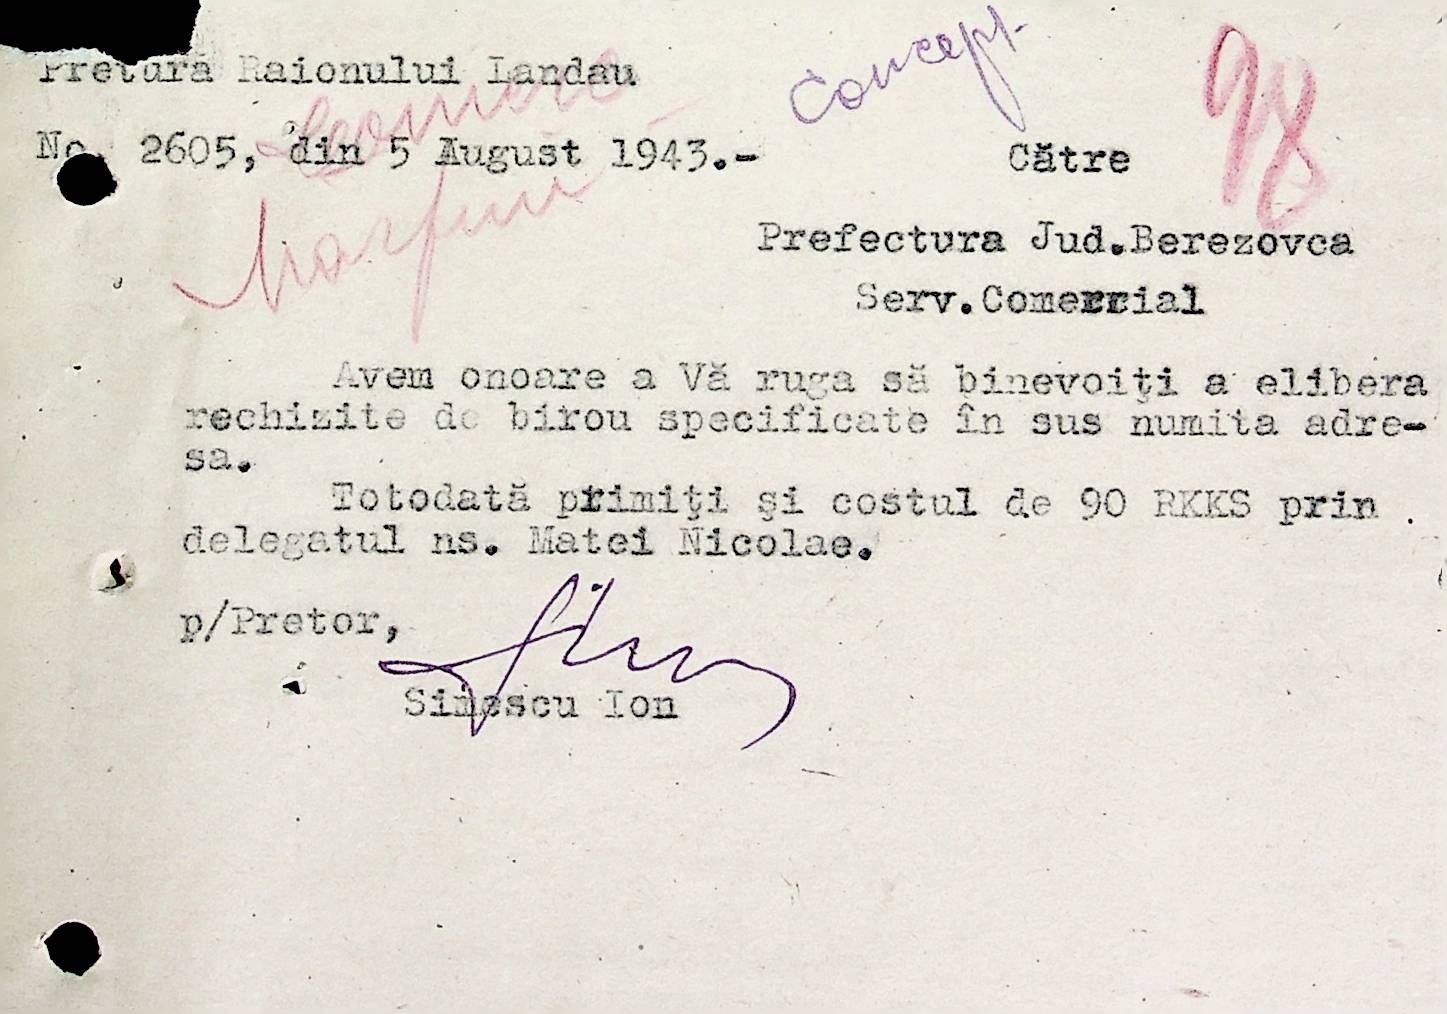 Pretura Raionului Landau
Concept.
98
No. 2605, din 5 August 1943.-
Către
Prefectura Jud.Berezovca
Serv.Comercial
Avem onoare a Vă ruga să binevoiţi a elibera
rechizite de birou specificate în sus numita adre-
sa.
Totodată primiţi şi costul de 90 RKKS prin
delegatul ns. Matei Nicolae.
p/Pretor,
Sinescu Ion